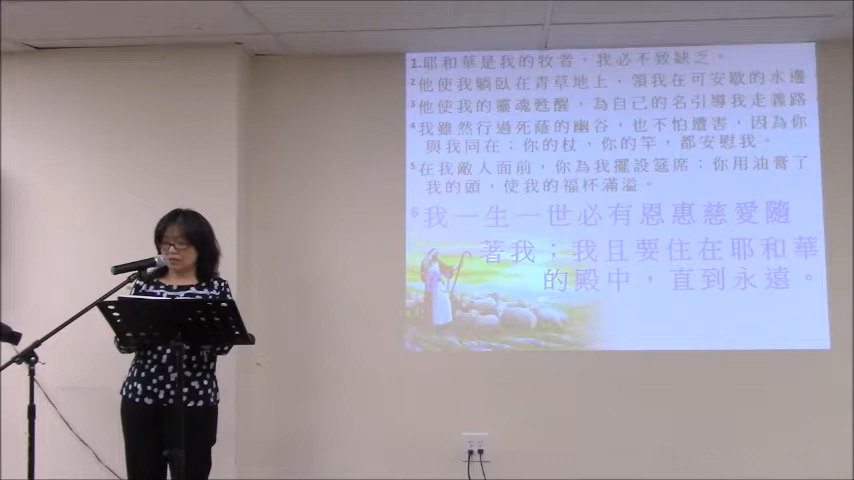 1.耶和華是我的牧者，我必不致缺乏。
2他使我躺臥在青草地上，領我在可安歇的水邊
3他使我的靈魂甦醒，為自己的名引導我走義路
4我雖然行過死蔭的幽谷，也不怕遭害，因為你
與我同在；你的杖，你的竿，都安慰我。
5在我敵人面前，你為我擺設筵席：你用油膏了
我的頭，使我的福杯滿溢。
6我一生一世必有恩惠慈愛隨
著我；我且要住在耶和華
的殿中，直到永遠。